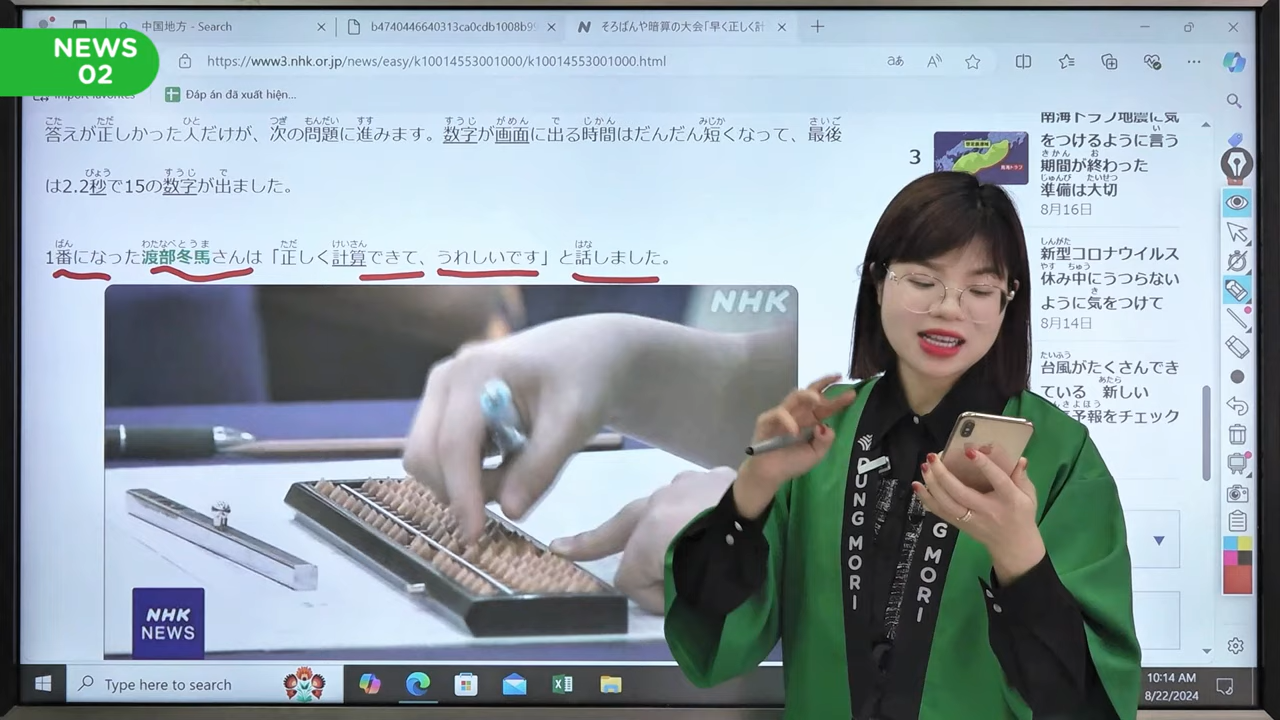 NEWS
02
中国地方 - Search
b4740446640313ca0cdb1008b9
そろばんや暗算の大会「早く正しく計
https://www3.nhk.or.jp/news/easy/k10014553001000/k10014553001000.html
Import favorites
Đáp án đã xuất hiện...
答えが正しかった人だけが、次の問題に進みます。数字が画面に出る時間はだんだん短くなって、最後
は2.2秒で15の数字が出ました。
1番になった渡部冬馬さんは「正しく計算できて、うれしいです」と話しました。
NHK
NHK
NEWS
3
南海トラフ地震に気
をつけるように言う
期間が終わった
準備は大切
8月16日
新型コロナウイルス
休み中にうつらない
ように気をつけて
8月14日
台風がたくさんでき
ている 新しい
予報をチェック
DUNG MORI
G MORI
Type here to search
10:14 AM
8/22/2024